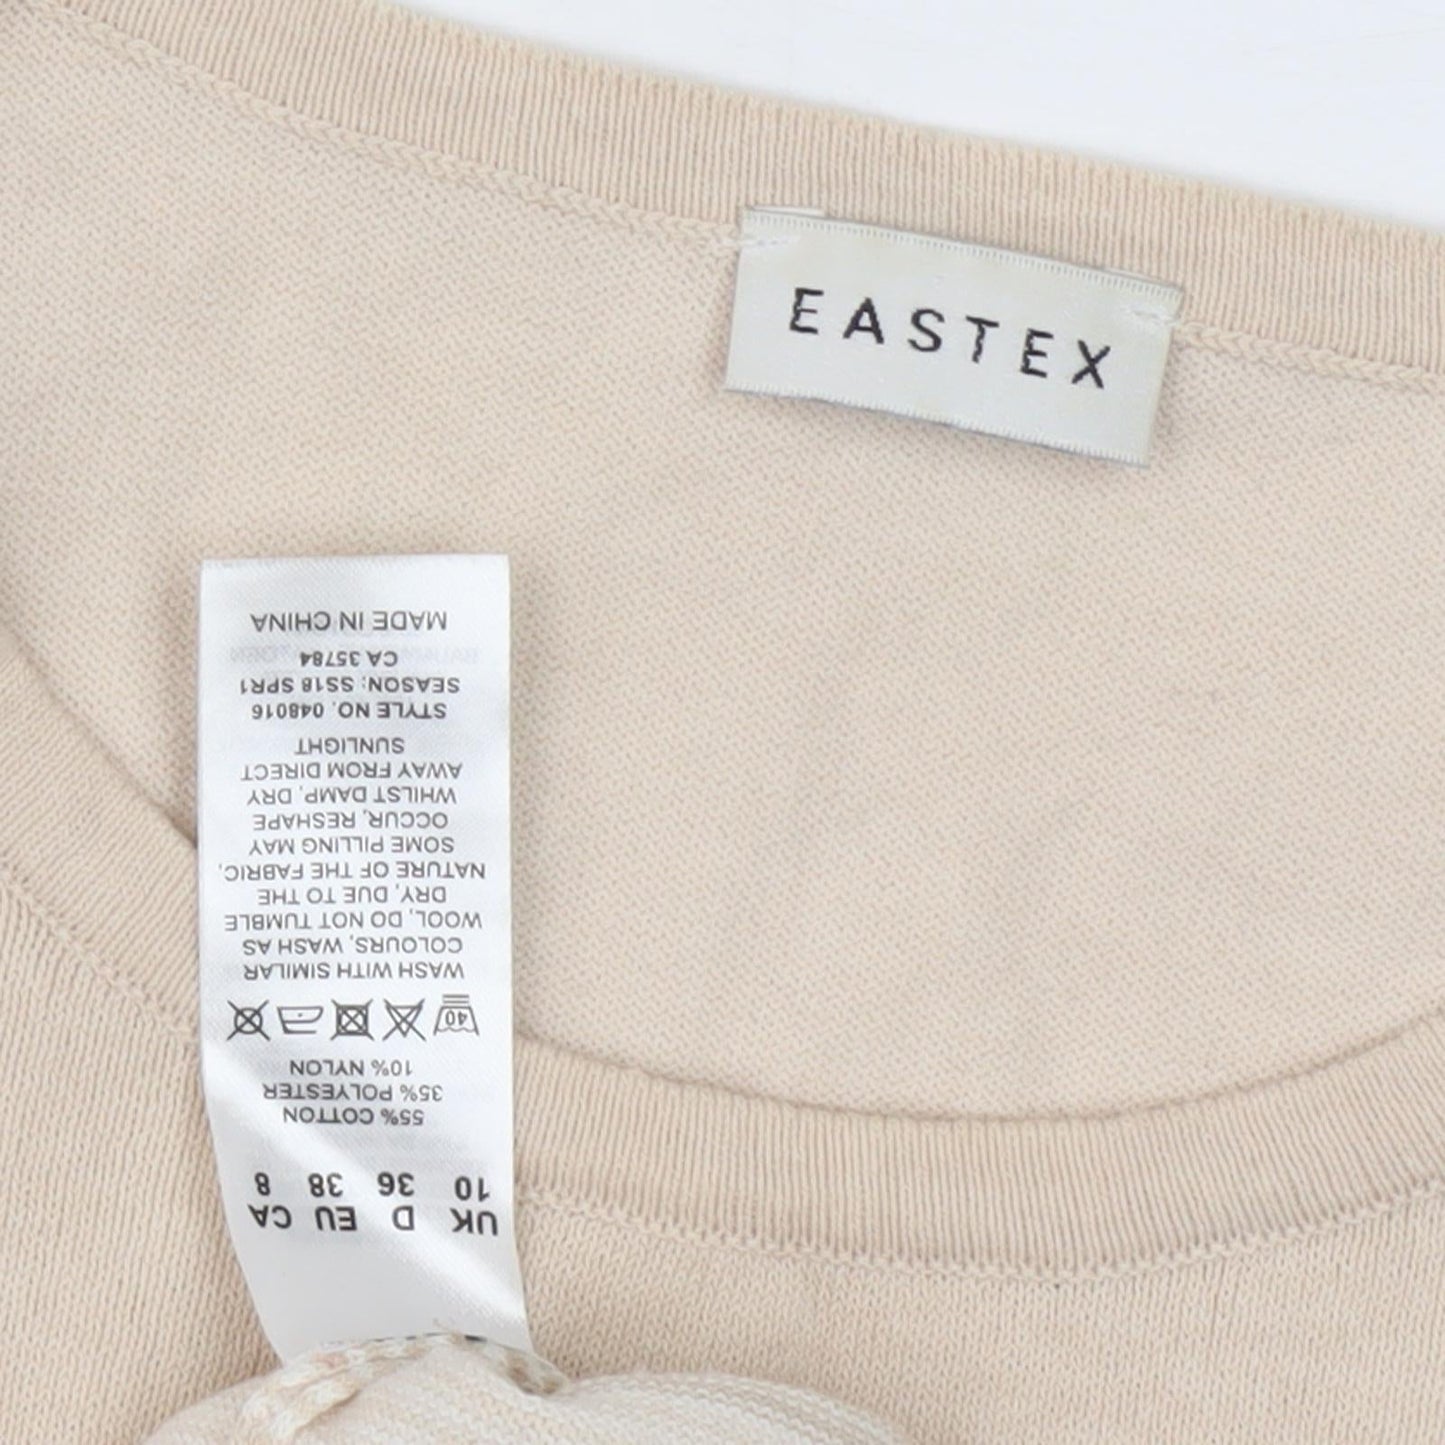 EASTEX
UK D EU CA
10 36 38 8
55% COTTON
35% POLYESTER
10% NYLON
40
WASH WITH SIMILAR
COLOURS, WASH AS
WOOL, DO NOT TUMBLE
DRY, DUE TO THE
NATURE OF THE FABRIC,
SOME PILLING MAY
OCCUR, RESHAPE
WHILST DAMP, DRY
AWAY FROM DIRECT
SUNLIGHT
STYLE NO. 048016
SEASON: SS18 SPR1
CA 35784
MADE IN CHINA